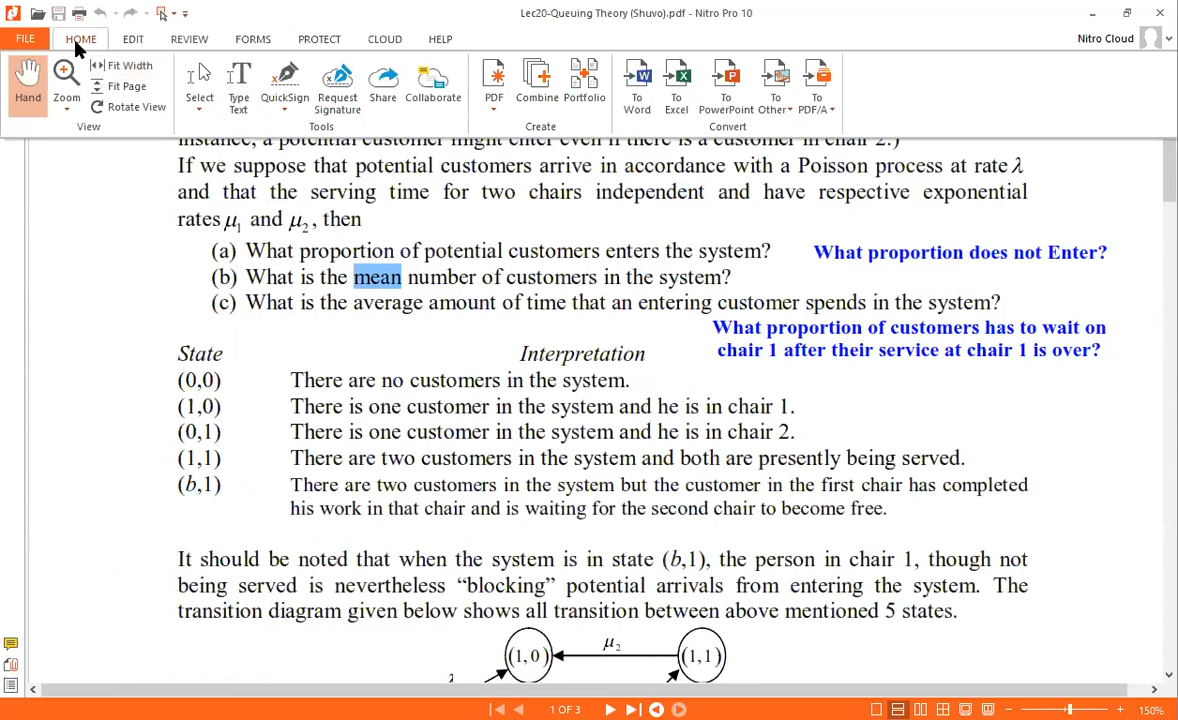 Lec20-Queuing Theory (Shuvo).pdf - Nitro Pro 10
FILE HOME EDIT REVIEW FORMS PROTECT CLOUD HELP Nitro Cloud
Hand Zoom Fit Width
Fit Page
Rotate View
Select Type Text QuickSign Request Signature Share Collaborate
PDF Combine Portfolio
To Word To Excel To PowerPoint To Other To PDF/A
View Tools Create Convert
instance, a potential customer might enter even if there is a customer in chair 2.)
If we suppose that potential customers arrive in accordance with a Poisson process at rate λ
and that the serving time for two chairs independent and have respective exponential
rates μ₁ and μ₂, then
(a) What proportion of potential customers enters the system? What proportion does not Enter?
(b) What is the mean number of customers in the system?
(c) What is the average amount of time that an entering customer spends in the system?
What proportion of customers has to wait on
chair 1 after their service at chair 1 is over?
State Interpretation
(0,0) There are no customers in the system.
(1,0) There is one customer in the system and he is in chair 1.
(0,1) There is one customer in the system and he is in chair 2.
(1,1) There are two customers in the system and both are presently being served.
(b,1) There are two customers in the system but the customer in the first chair has completed
his work in that chair and is waiting for the second chair to become free.
It should be noted that when the system is in state (b,1), the person in chair 1, though not
being served is nevertheless “blocking” potential arrivals from entering the system. The
transition diagram given below shows all transition between above mentioned 5 states.
(1,0) μ₂ (1,1)
1 OF 3 150%